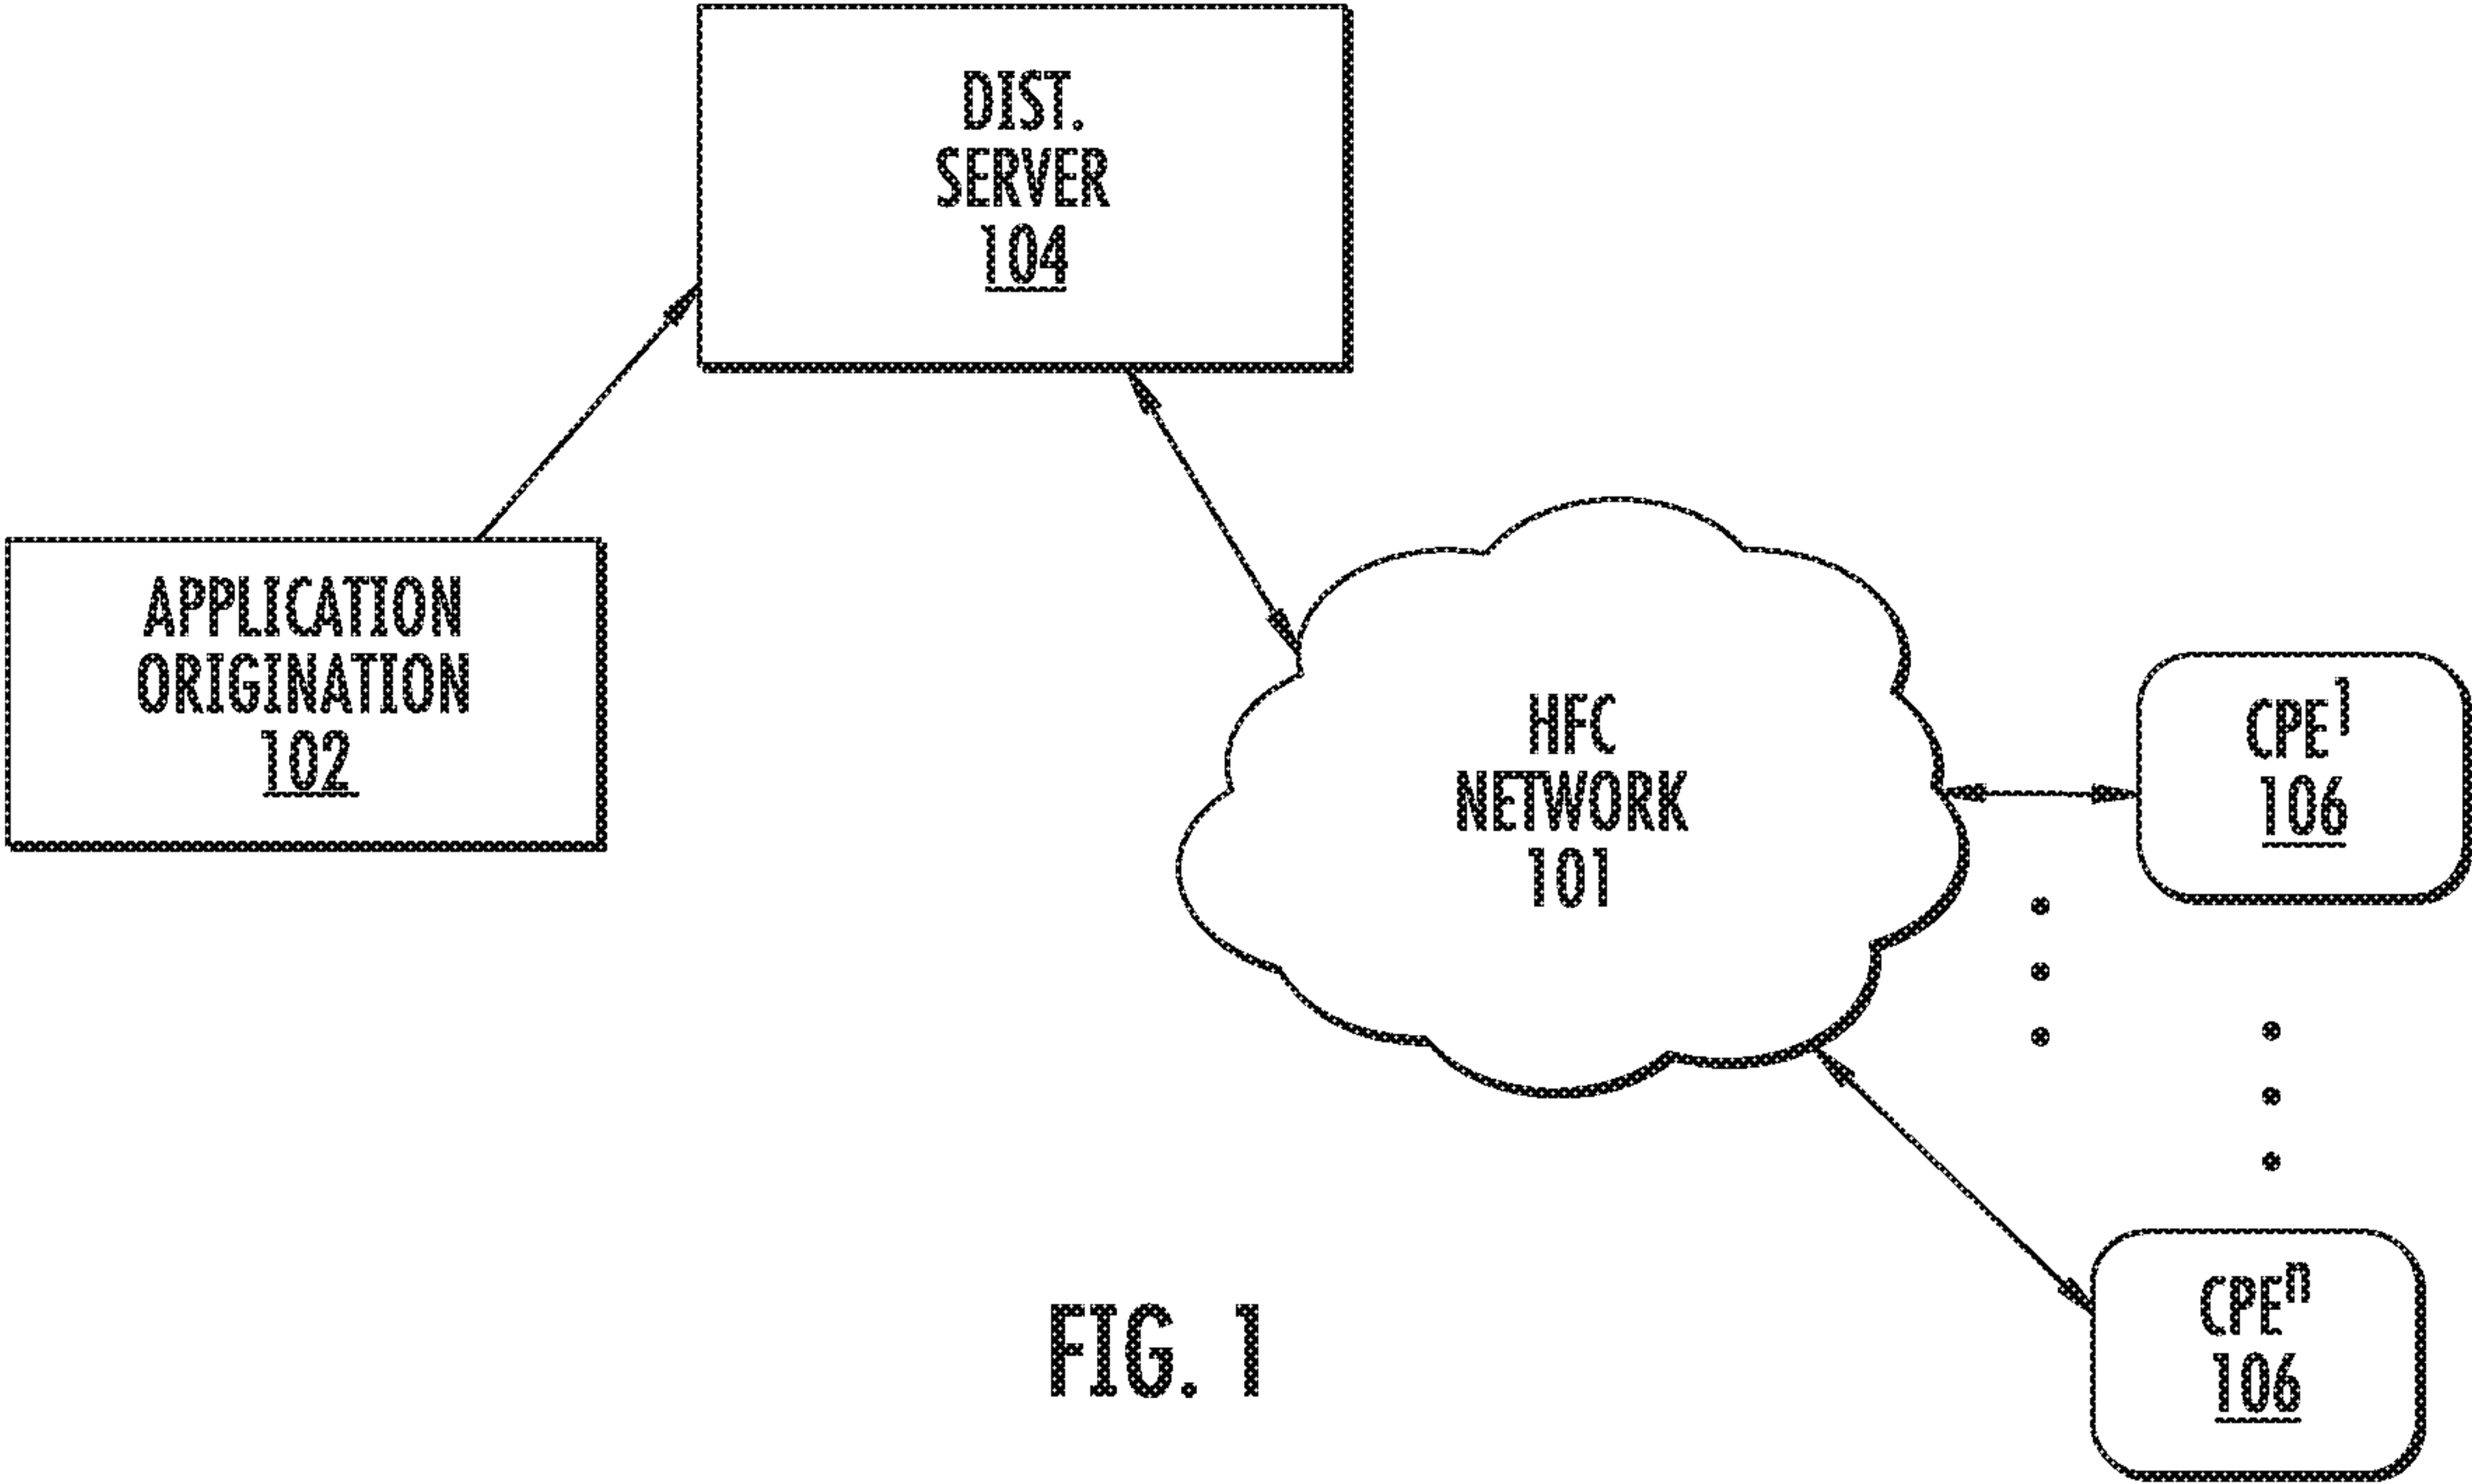 DIST.
SERVER
104
APPLICATION
ORIGINATION
102
HFC
NETWORK
101
CPE¹
106
CPEⁿ
106
FIG. 1